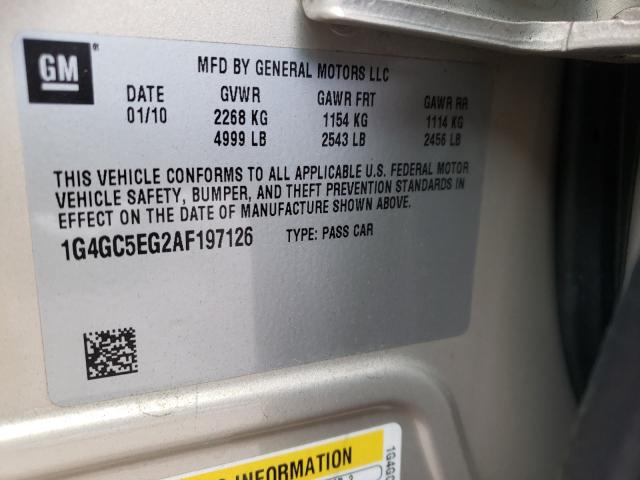 GM
MFD BY GENERAL MOTORS LLC
DATE GVWR GAWR FRT GAWR RR
01/10 2268 KG 1154 KG 1114 KG
4999 LB 2543 LB 2456 LB
THIS VEHICLE CONFORMS TO ALL APPLICABLE U.S. FEDERAL MOTOR
VEHICLE SAFETY, BUMPER, AND THEFT PREVENTION STANDARDS IN
EFFECT ON THE DATE OF MANUFACTURE SHOWN ABOVE.
1G4GC5EG2AF197126 TYPE: PASS CAR
INFORMATION